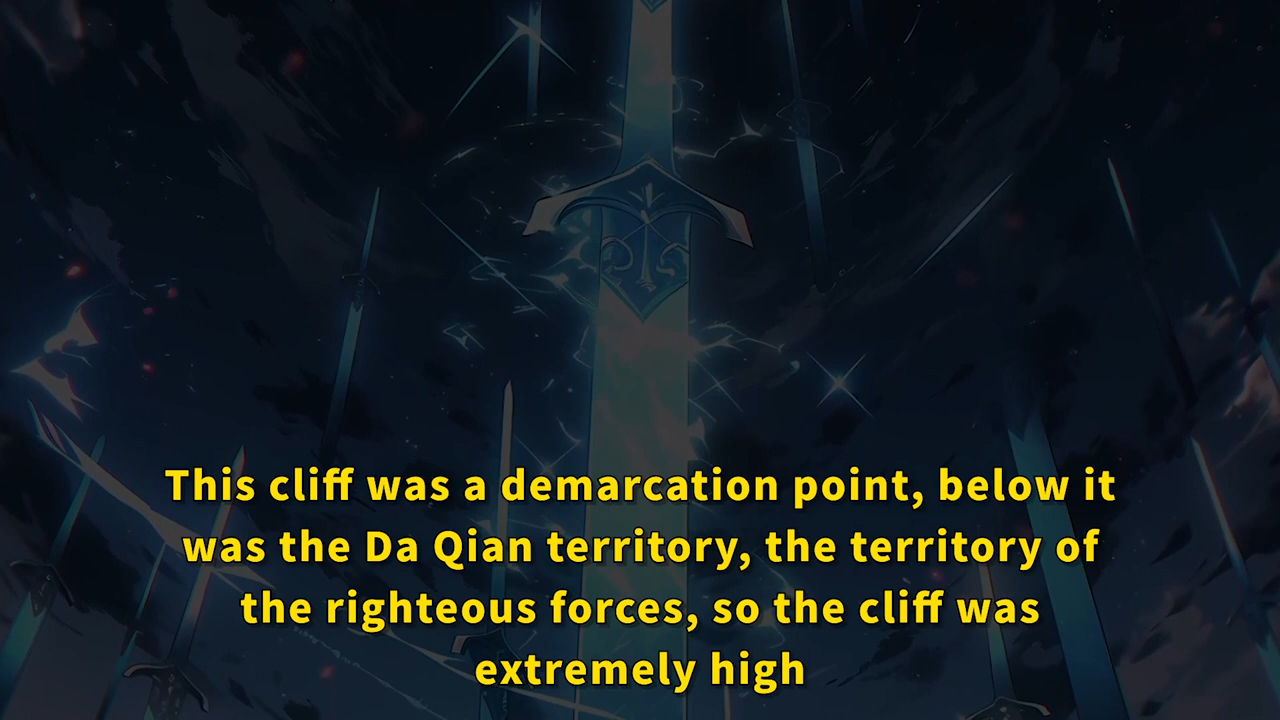 This cliff was a demarcation point, below it
was the Da Qian territory, the territory of
the righteous forces, so the cliff was
extremely high